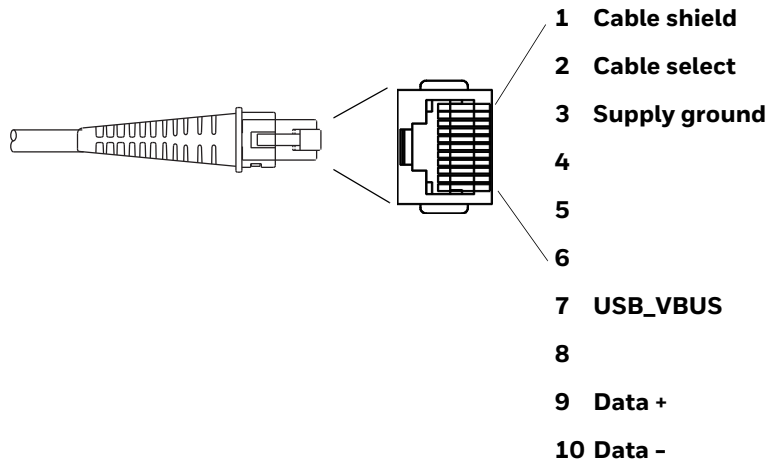 1 Cable shield
2 Cable select
3 Supply ground
4
5
6
7 USB_VBUS
8
9 Data +
10 Data -